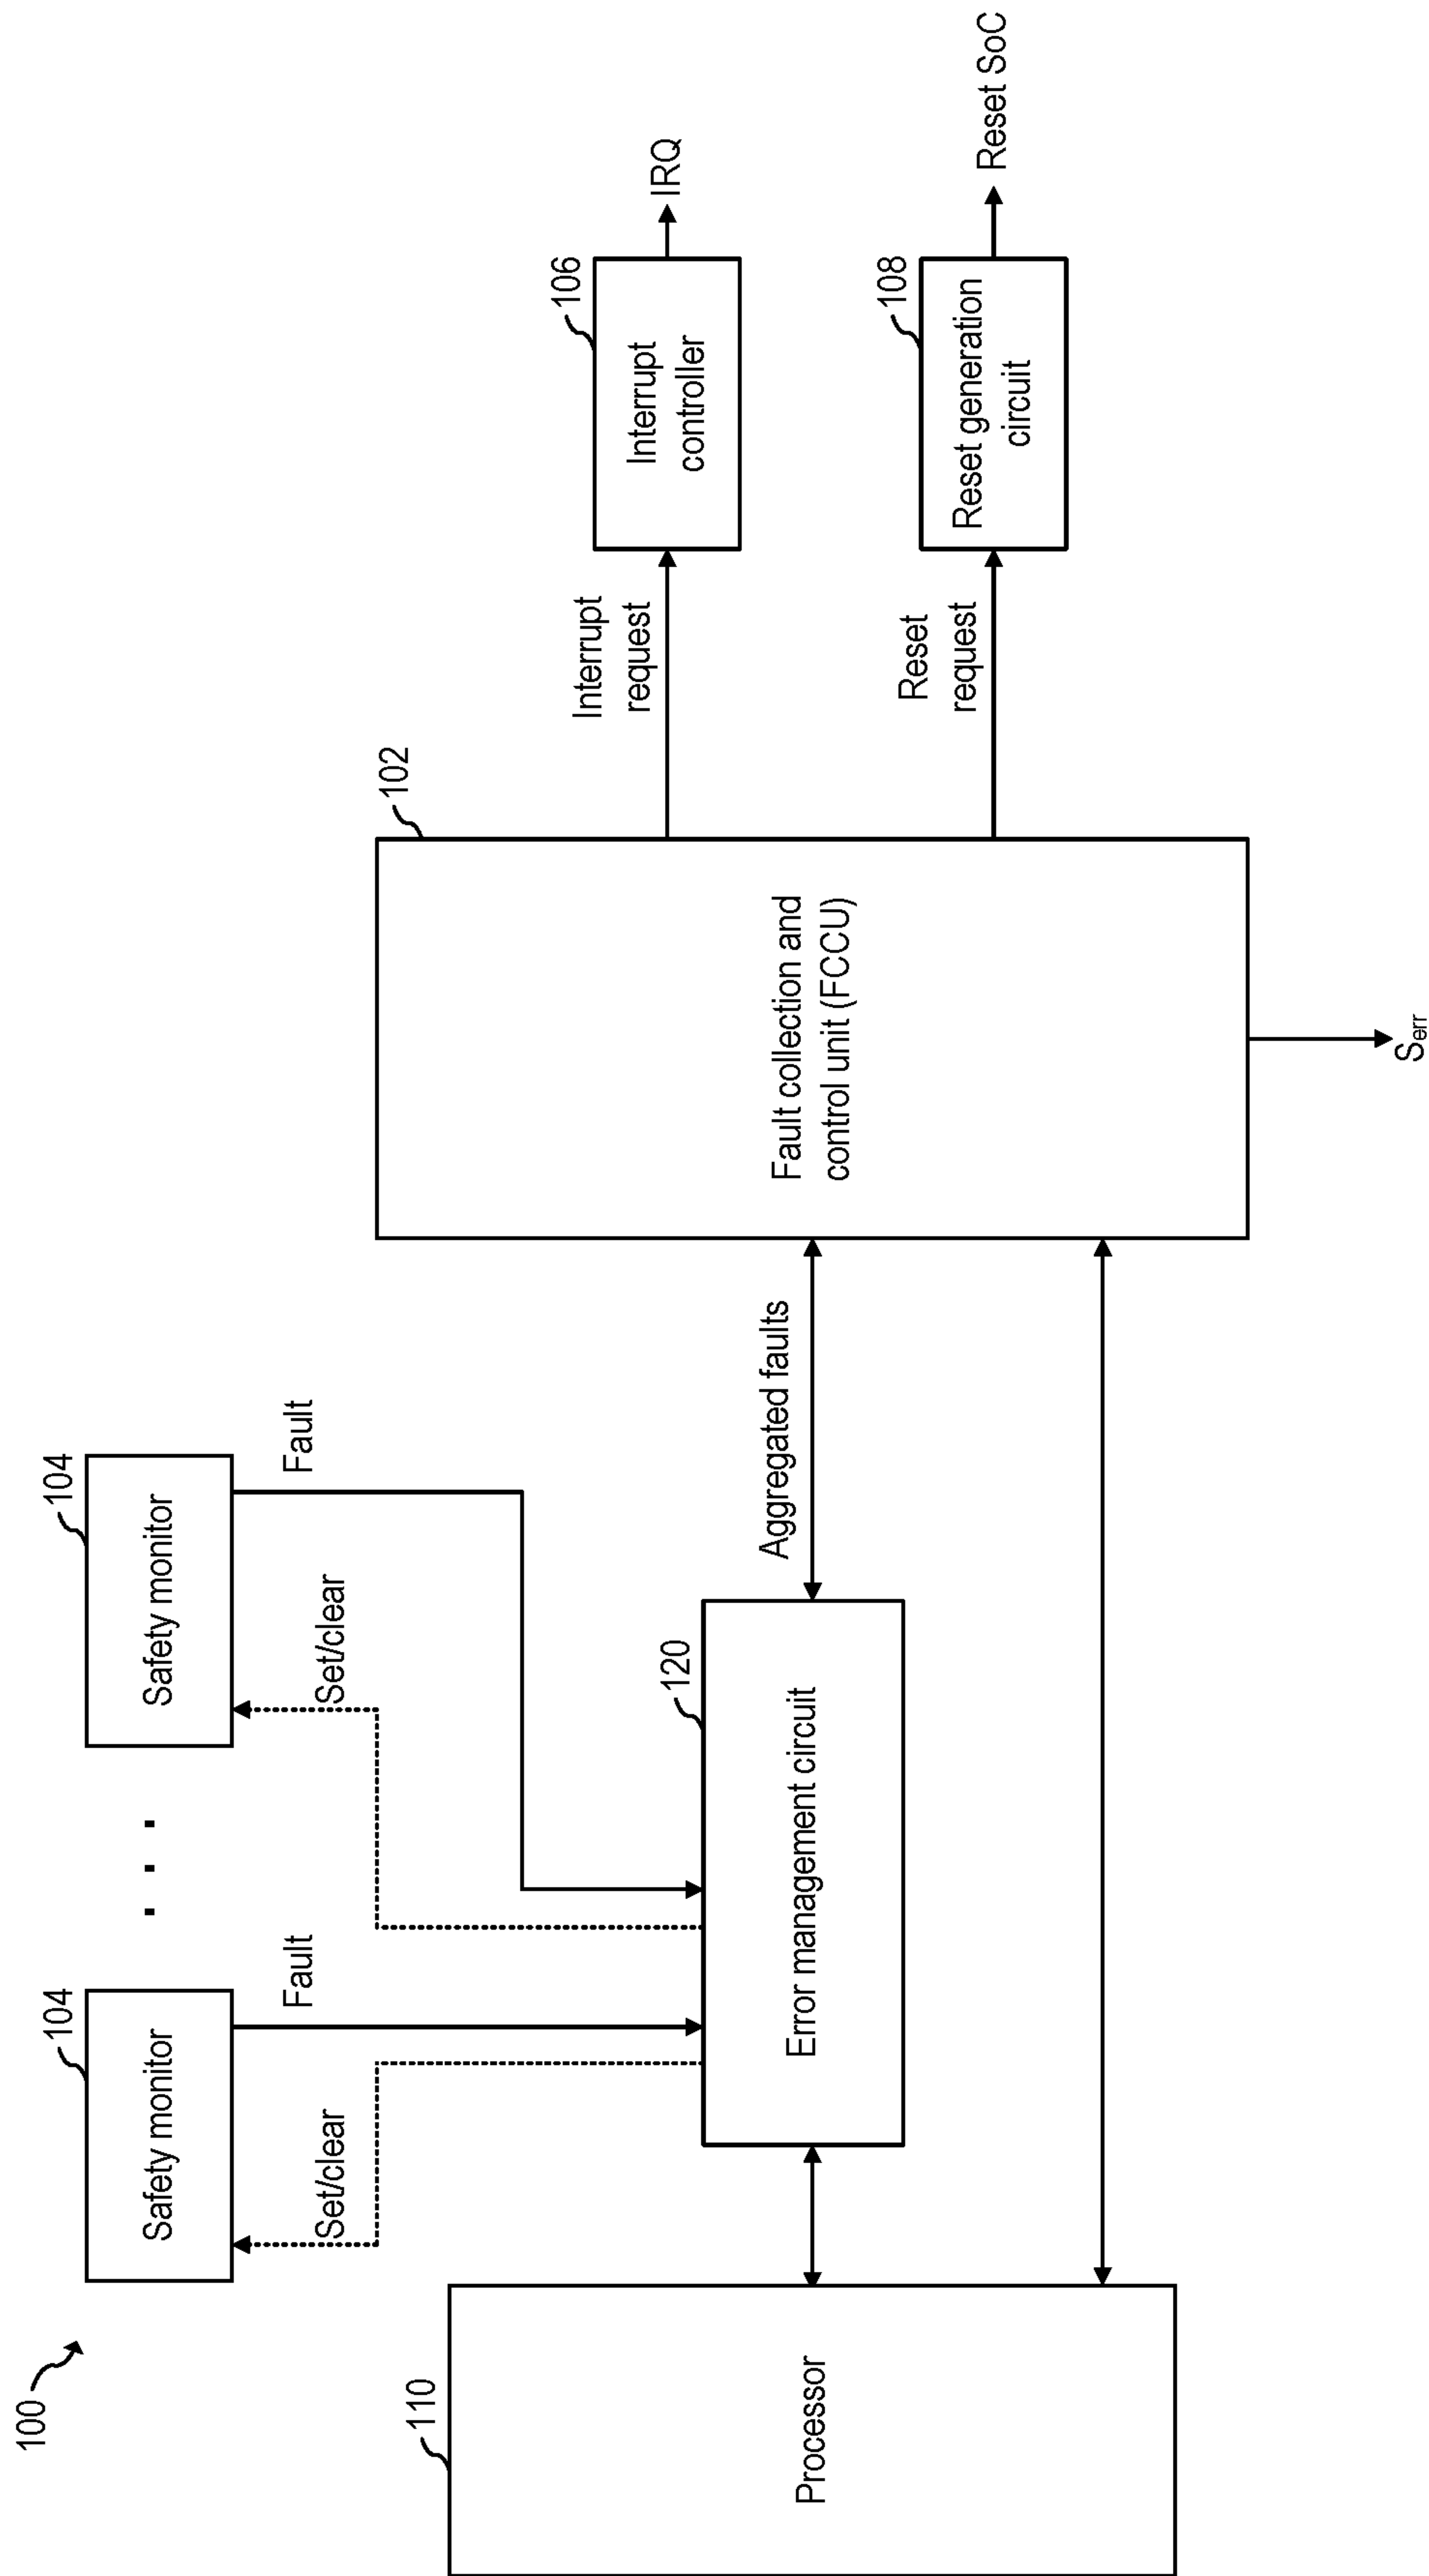 100
104
Safety monitor
Set/clear
Fault
. . .
104
Safety monitor
Set/clear
Fault
110
Processor
120
Error management circuit
Aggregated faults
102
Fault collection and
control unit (FCCU)
Serr
Interrupt
request
106
Interrupt
controller
IRQ
Reset
request
108
Reset generation
circuit
Reset SoC